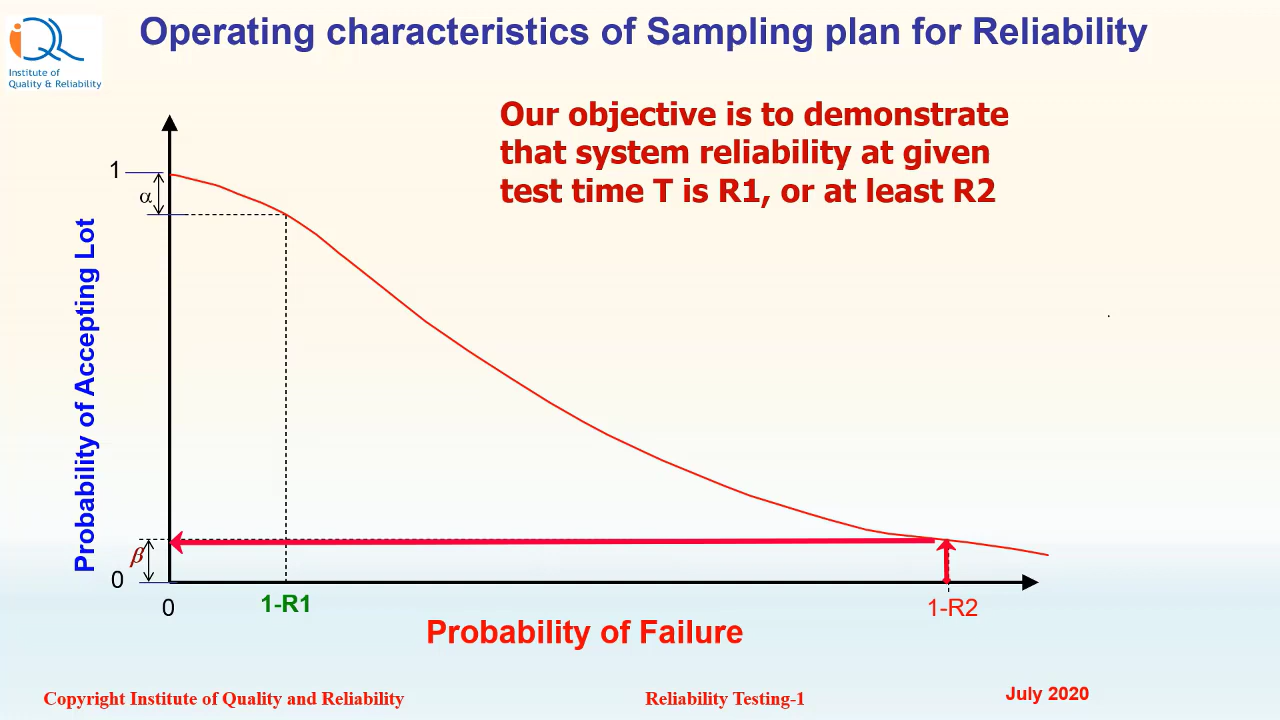 Operating characteristics of Sampling plan for Reliability
iQR
Institute of
Quality & Reliability
Our objective is to demonstrate
that system reliability at given
test time T is R1, or at least R2
1
α
Probability of Accepting Lot
β
0
0
1-R1
1-R2
Probability of Failure
Copyright Institute of Quality and Reliability
Reliability Testing-1
July 2020